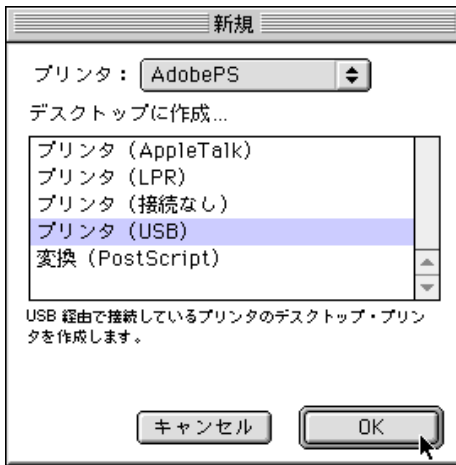 新規
プリンタ： AdobePS
デスクトップに作成...
プリンタ（AppleTalk）
プリンタ（LPR）
プリンタ（接続なし）
プリンタ（USB）
変換（PostScript）
USB 経由で接続しているプリンタのデスクトップ・プリン
タを作成します。
キャンセル OK